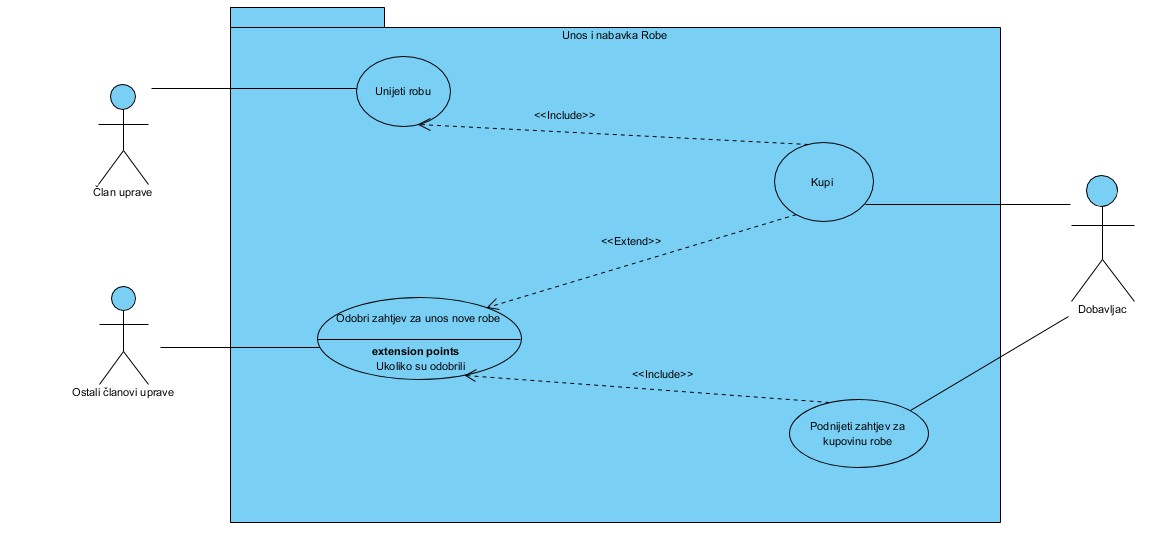 Unos i nabavka Robe
Unijeti robu
<<Include>>
Kupi
Član uprave
<<Extend>>
Odobri zahtjev za unos nove robe
extension points
Ukoliko su odobrili
Dobavljac
<<Include>>
Ostali članovi uprave
Podnijeti zahtjev za
kupovinu robe